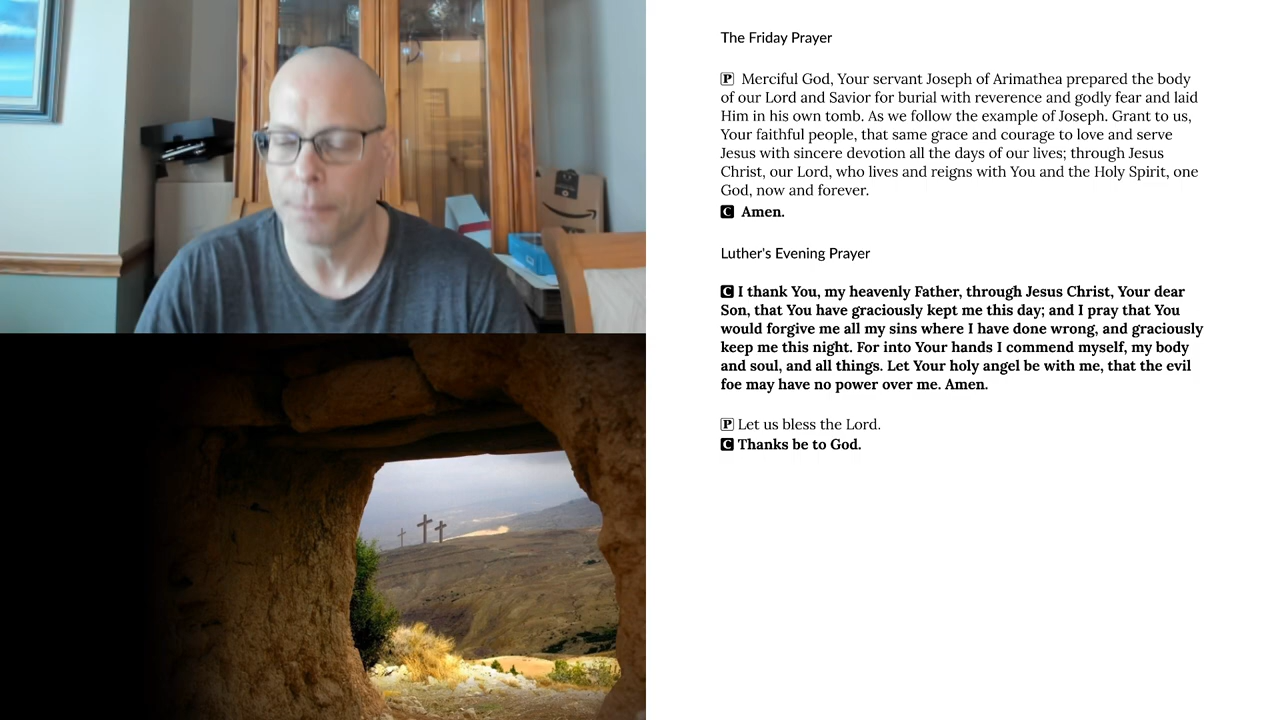 The Friday Prayer
P Merciful God, Your servant Joseph of Arimathea prepared the body
of our Lord and Savior for burial with reverence and godly fear and laid
Him in his own tomb. As we follow the example of Joseph. Grant to us,
Your faithful people, that same grace and courage to love and serve
Jesus with sincere devotion all the days of our lives; through Jesus
Christ, our Lord, who lives and reigns with You and the Holy Spirit, one
God, now and forever.
C Amen.
Luther's Evening Prayer
C I thank You, my heavenly Father, through Jesus Christ, Your dear
Son, that You have graciously kept me this day; and I pray that You
would forgive me all my sins where I have done wrong, and graciously
keep me this night. For into Your hands I commend myself, my body
and soul, and all things. Let Your holy angel be with me, that the evil
foe may have no power over me. Amen.
P Let us bless the Lord.
C Thanks be to God.